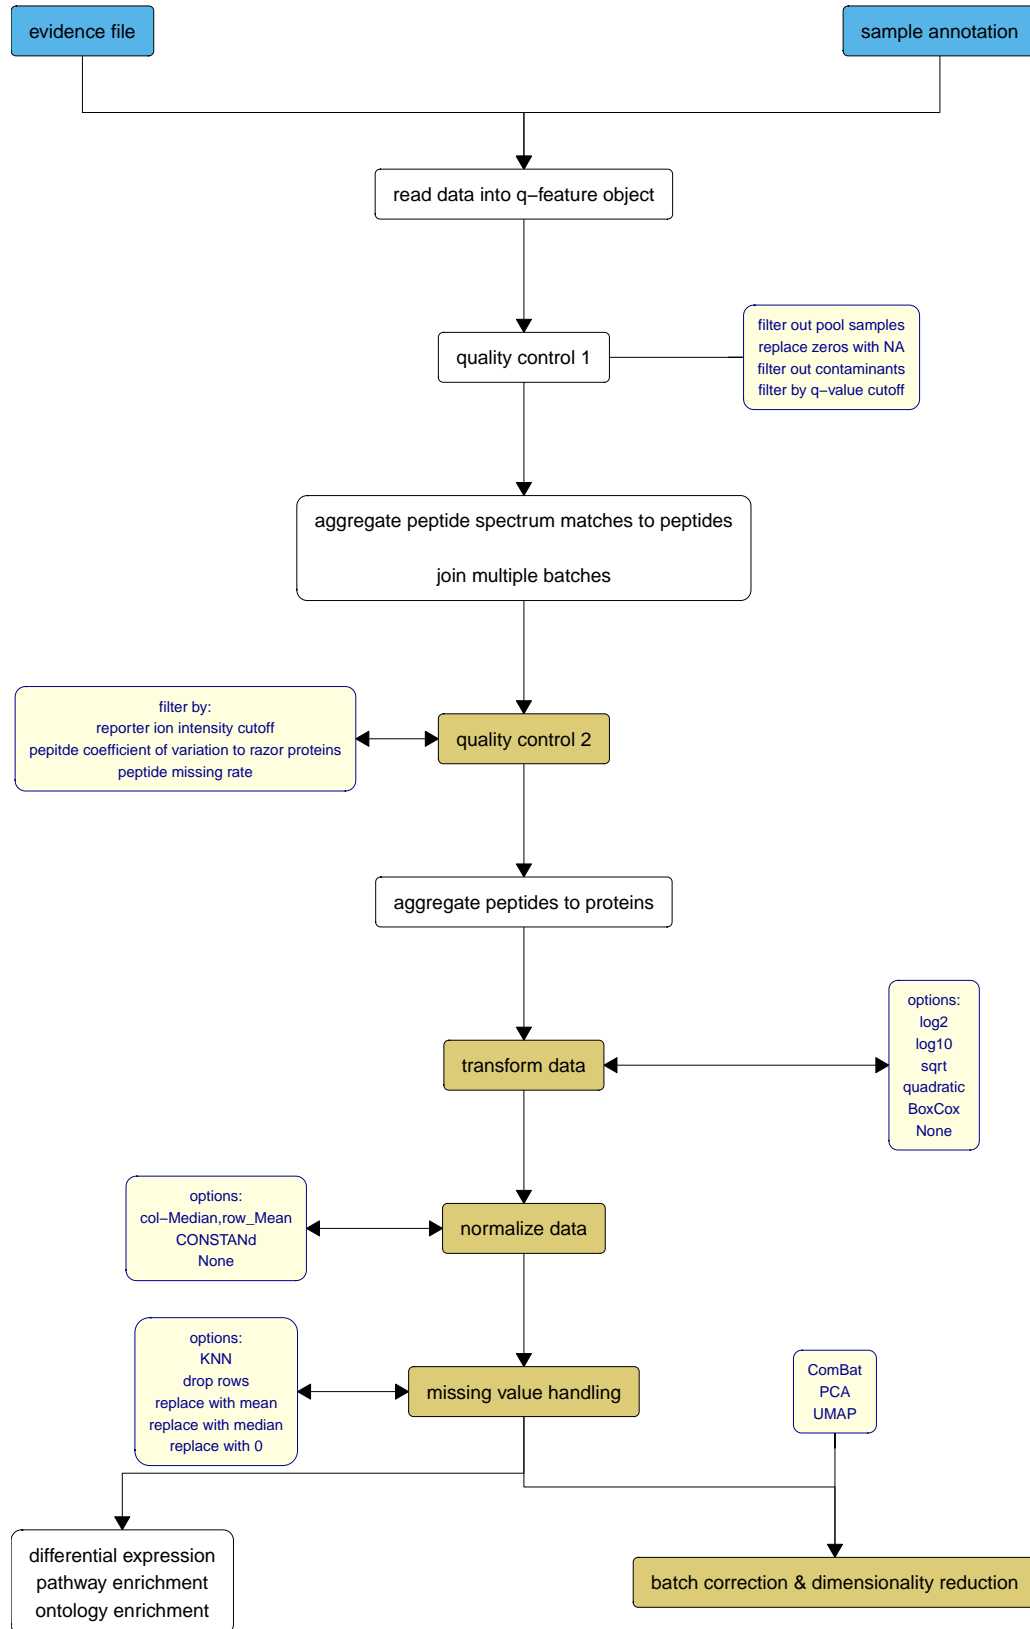 evidence file
sample annotation
read data into q−feature object
quality control 1
filter out pool samples
replace zeros with NA
filter out contaminants
filter by q−value cutoff
aggregate peptide spectrum matches to peptides
join multiple batches
filter by:
reporter ion intensity cutoff
pepitde coefficient of variation to razor proteins
peptide missing rate
quality control 2
aggregate peptides to proteins
options:
log2
log10
sqrt
quadratic
BoxCox
None
transform data
options:
col−Median,row_Mean
CONSTANd
None
normalize data
options:
KNN
drop rows
replace with mean
replace with median
replace with 0
missing value handling
ComBat
PCA
UMAP
differential expression
pathway enrichment
ontology enrichment
batch correction & dimensionality reduction